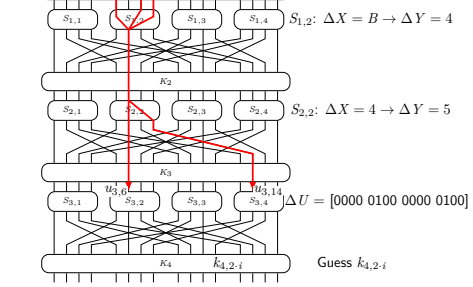 S1,1 S1,2 S1,3 S1,4 S1,2: ΔX = B → ΔY = 4
K2
S2,1 S2,2 S2,3 S2,4 S2,2: ΔX = 4 → ΔY = 5
K3
u3,6 u3,14
S3,1 S3,2 S3,3 S3,4 ΔU = [0000 0100 0000 0100]
K4 k4,2·i Guess k4,2·i